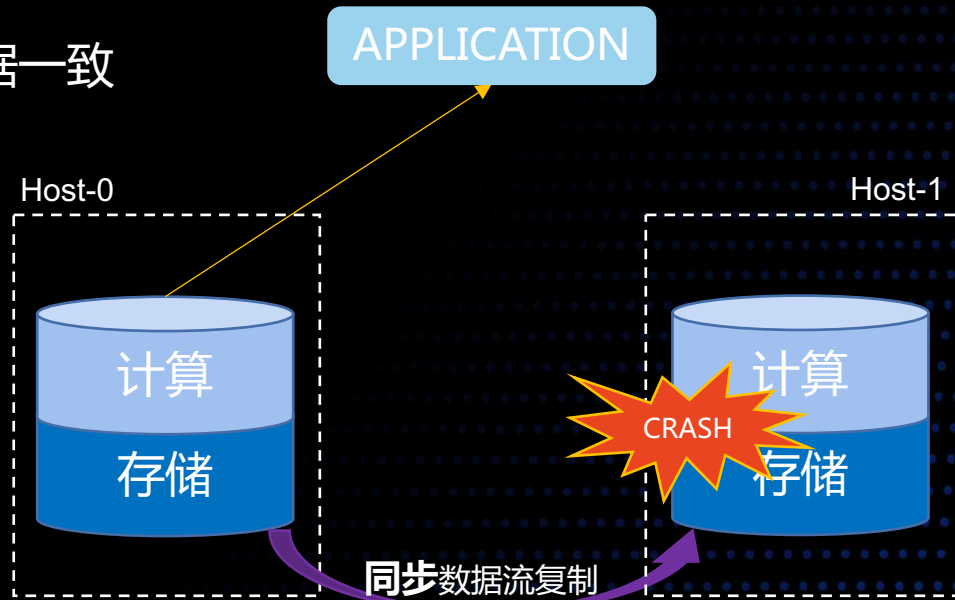 据一致
APPLICATION
Host-0
Host-1
计算
存储
计算
CRASH
存储
同步数据流复制